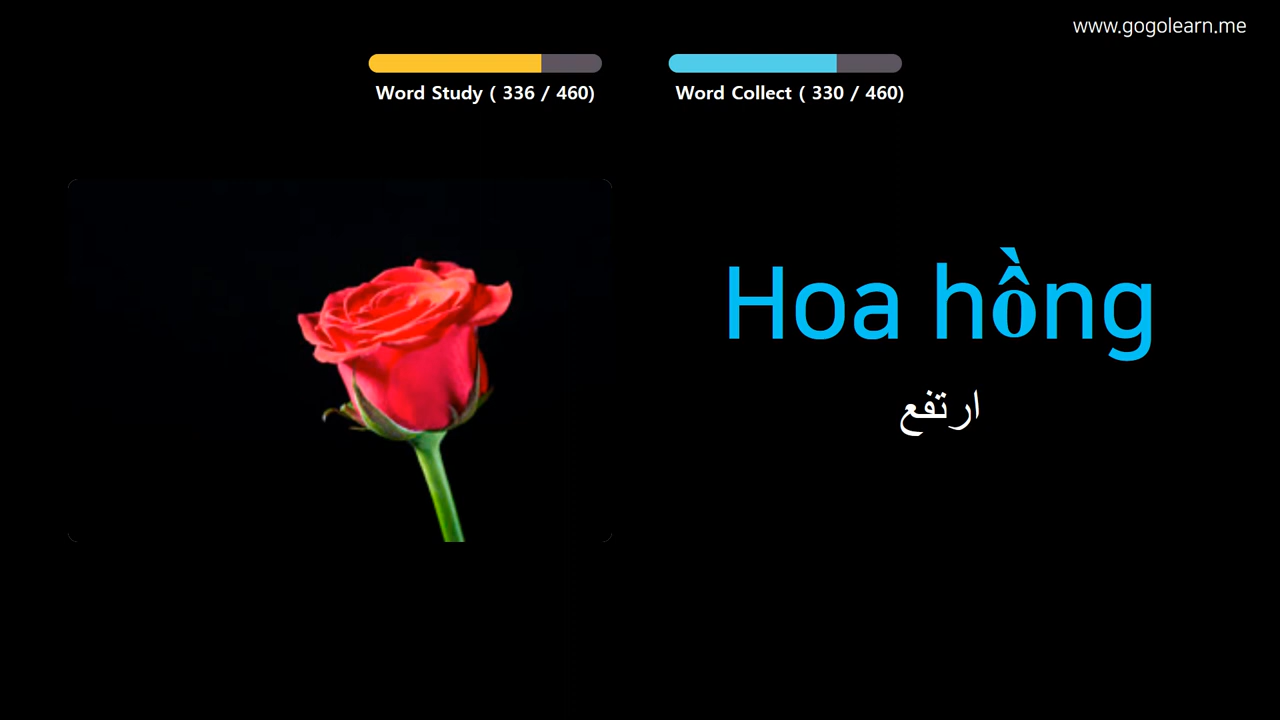 www.gogolearn.me
Word Study ( 336 / 460)
Word Collect ( 330 / 460)
Hoa hồng
ارتفع